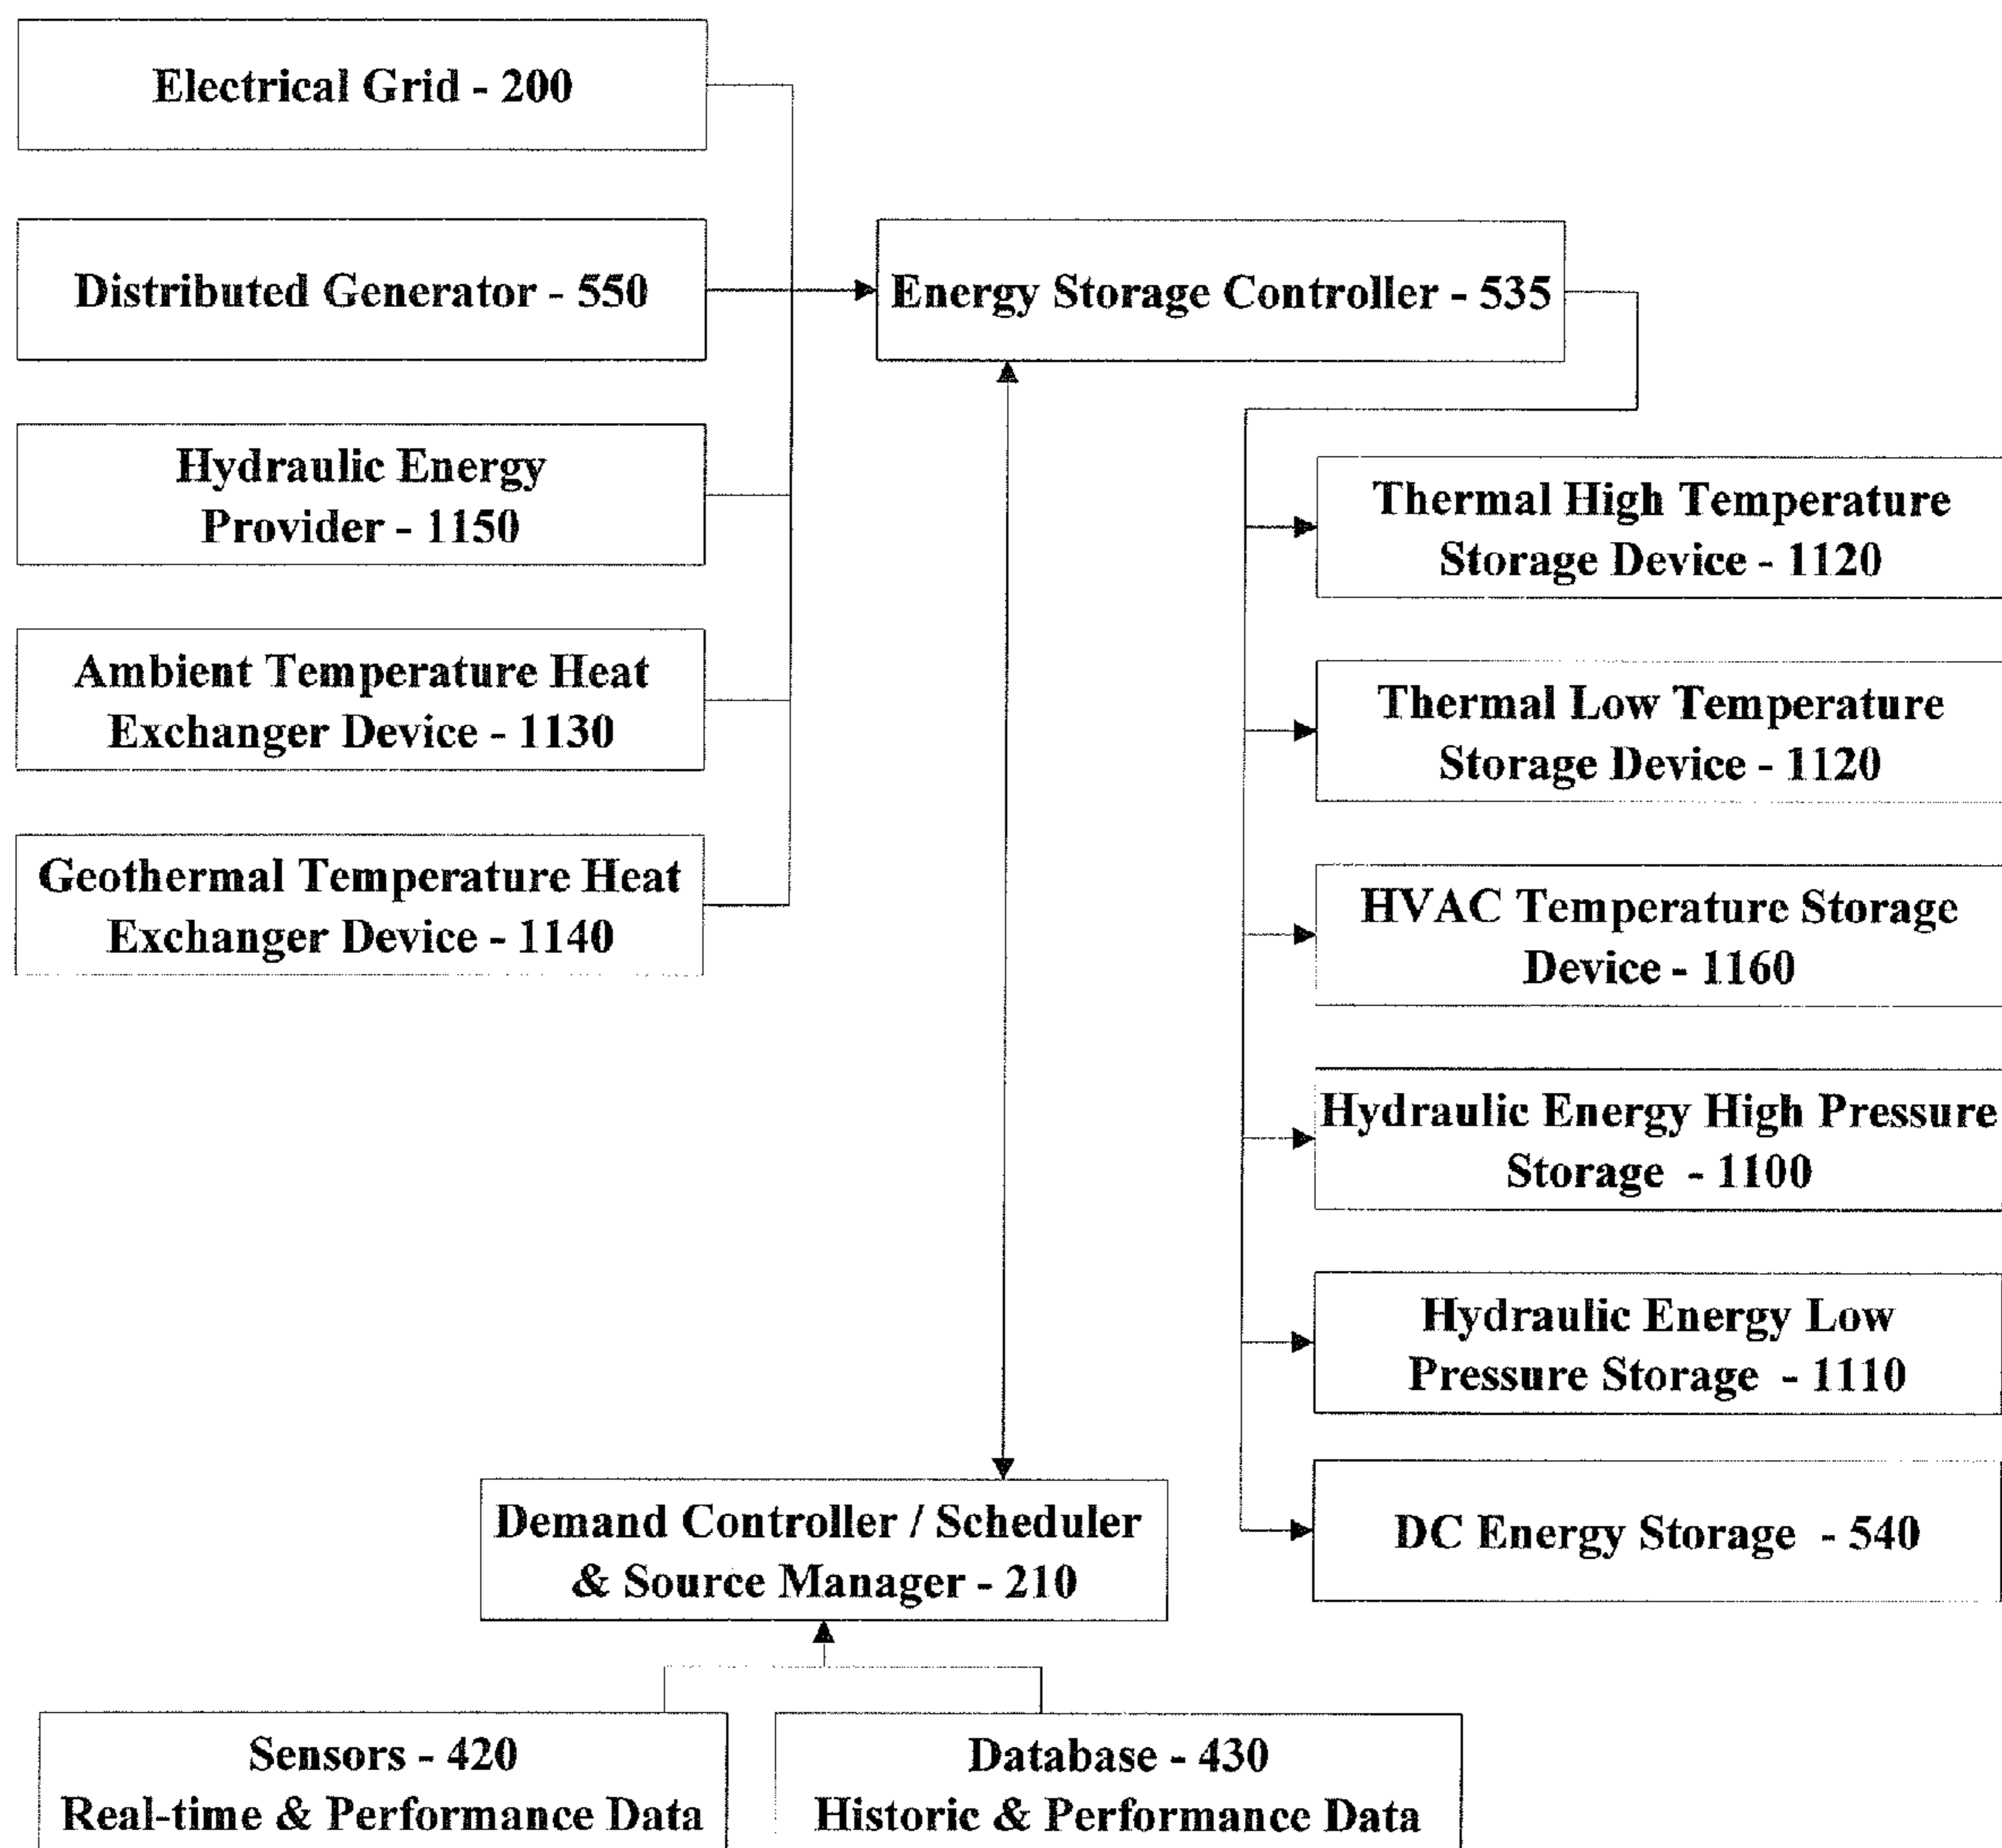 Electrical Grid - 200
Distributed Generator - 550
Energy Storage Controller - 535
Hydraulic Energy
Provider - 1150
Ambient Temperature Heat
Exchanger Device - 1130
Geothermal Temperature Heat
Exchanger Device - 1140
Thermal High Temperature
Storage Device - 1120
Thermal Low Temperature
Storage Device - 1120
HVAC Temperature Storage
Device - 1160
Hydraulic Energy High Pressure
Storage - 1100
Hydraulic Energy Low
Pressure Storage - 1110
DC Energy Storage - 540
Demand Controller / Scheduler
& Source Manager - 210
Sensors - 420
Real-time & Performance Data
Database - 430
Historic & Performance Data